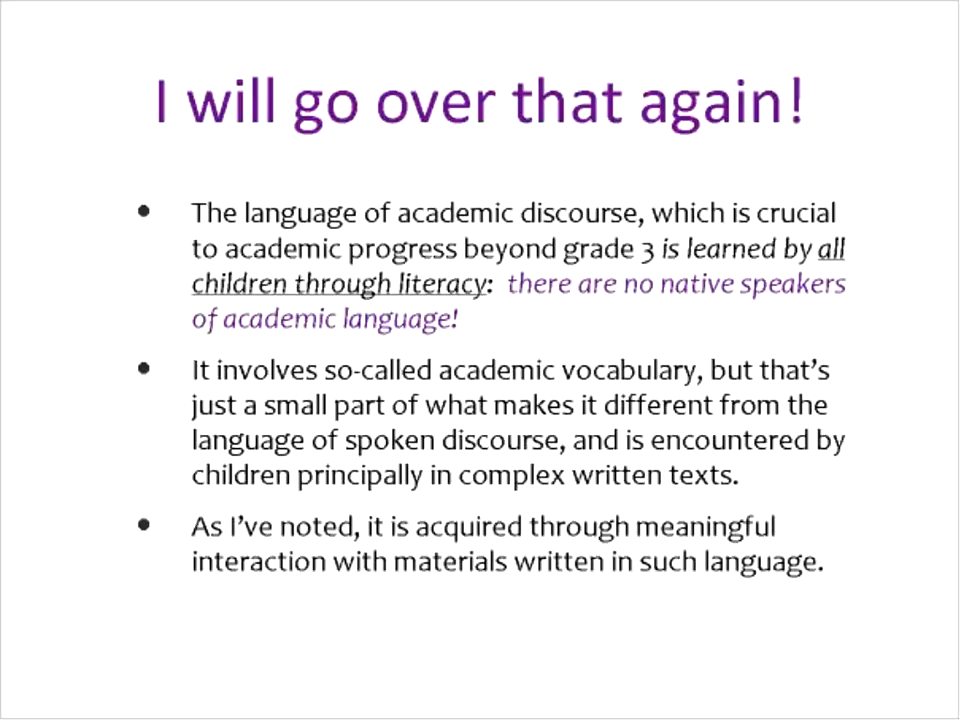 I will go over that again!
• The language of academic discourse, which is crucial
to academic progress beyond grade 3 is learned by all
children through literacy: there are no native speakers
of academic language!
• It involves so-called academic vocabulary, but that’s
just a small part of what makes it different from the
language of spoken discourse, and is encountered by
children principally in complex written texts.
• As I’ve noted, it is acquired through meaningful
interaction with materials written in such language.